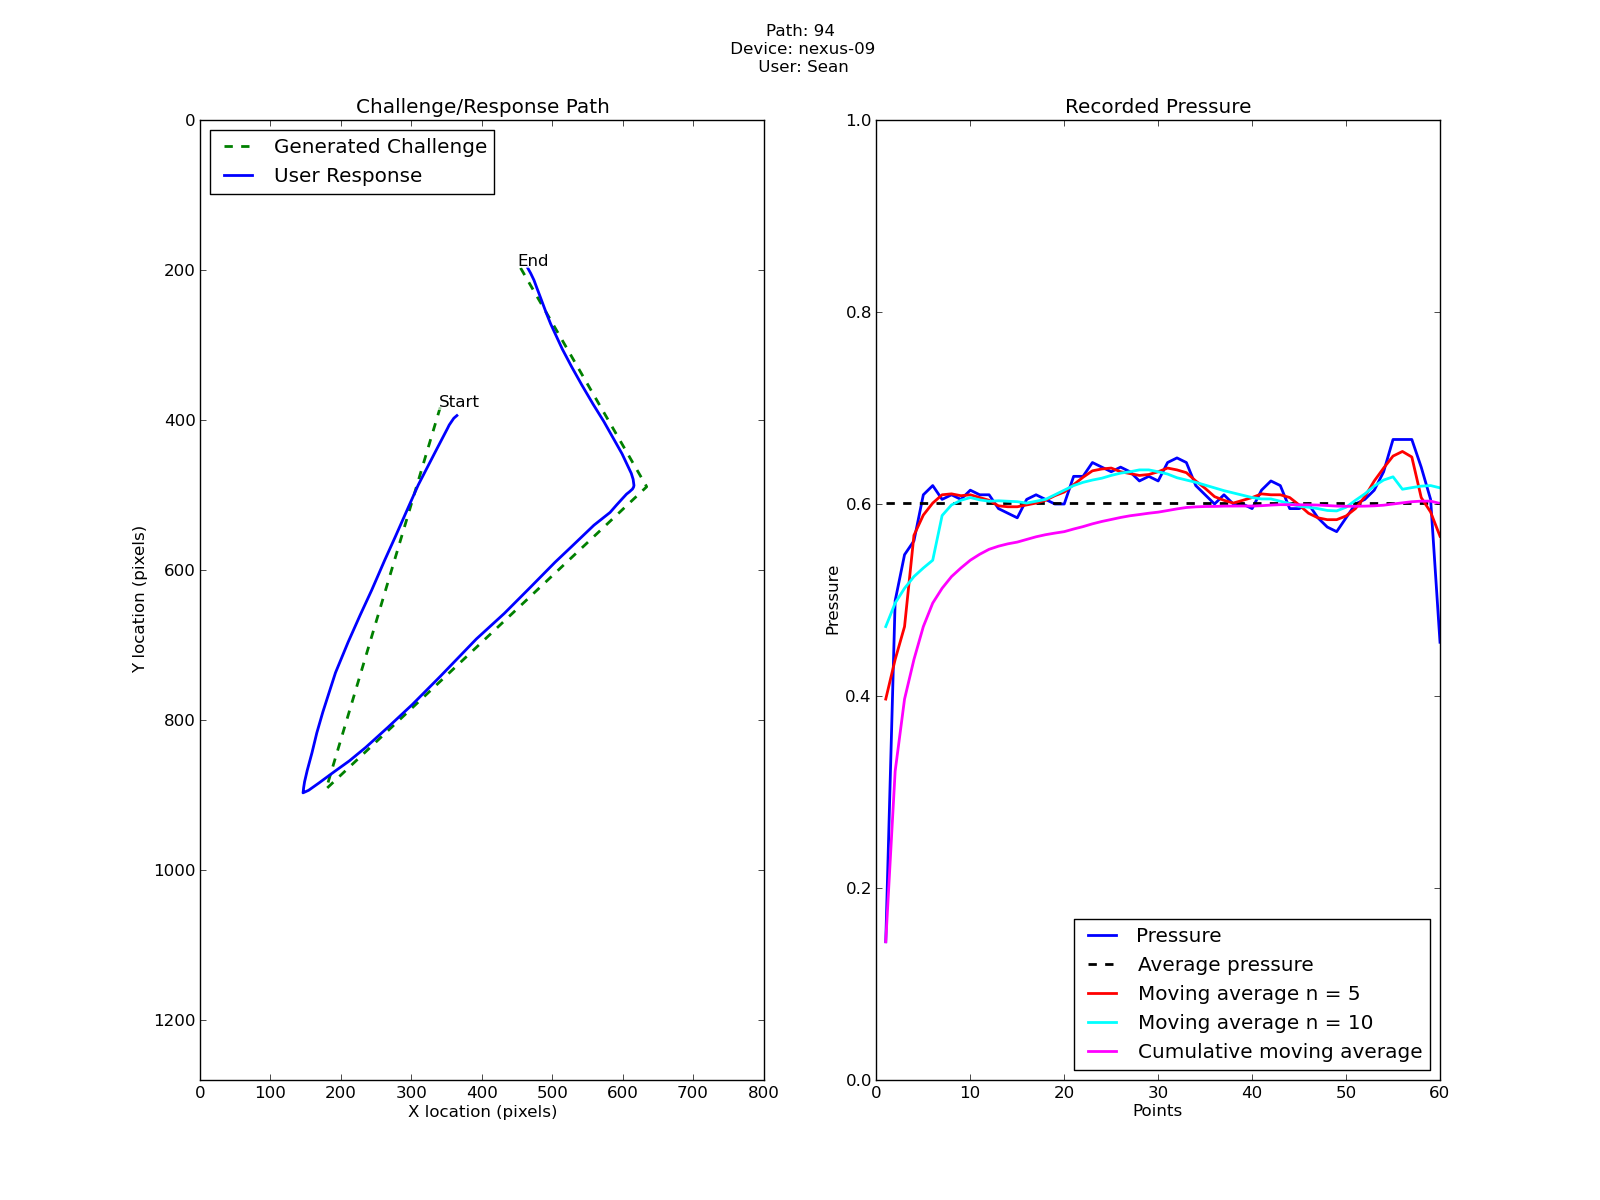 Path: 94
Device: nexus-09
User: Sean
Challenge/Response Path
Generated Challenge
User Response
End
Start
0
200
400
600
800
1000
1200
Y location (pixels)
0 100 200 300 400 500 600 700 800
X location (pixels)
Recorded Pressure
1.0
0.8
0.6
0.4
0.2
0.0
Pressure
Pressure
Average pressure
Moving average n = 5
Moving average n = 10
Cumulative moving average
0 10 20 30 40 50 60
Points